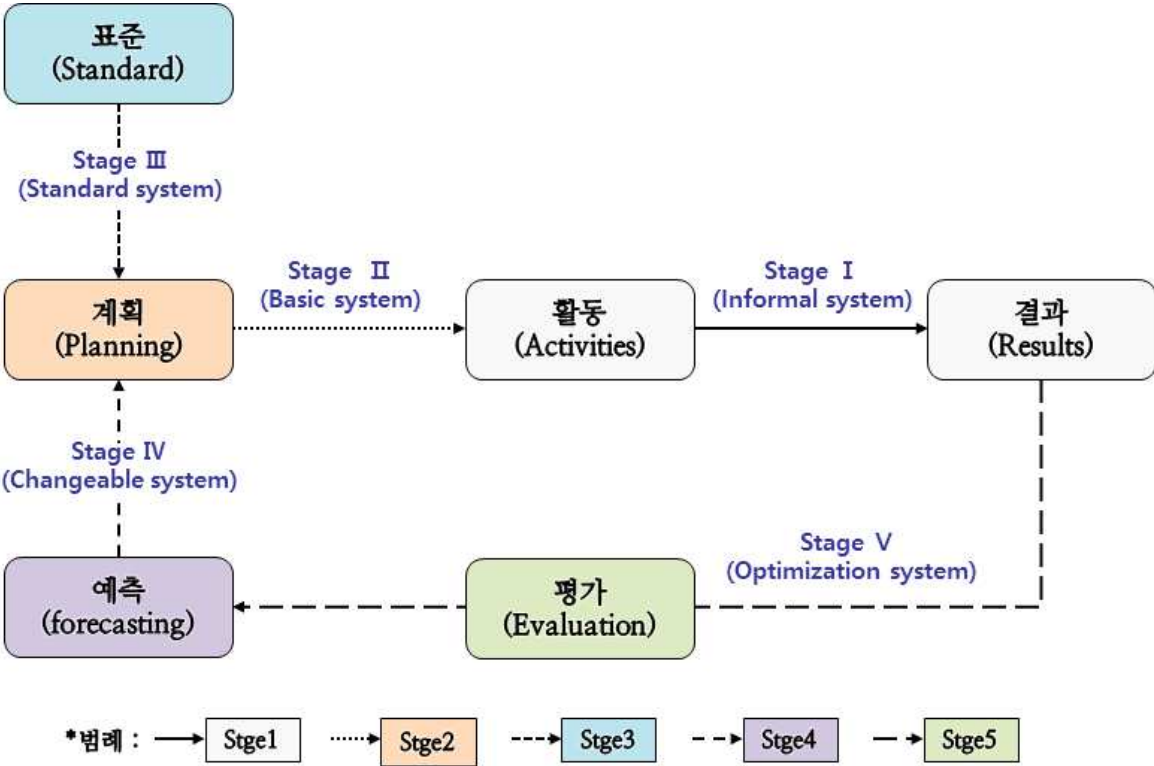 표준
(Standard)
Stage Ⅲ
(Standard system)
계획
(Planning)
Stage Ⅱ
(Basic system)
활동
(Activities)
Stage Ⅰ
(Informal system)
결과
(Results)
Stage Ⅳ
(Changeable system)
예측
(forecasting)
평가
(Evaluation)
Stage Ⅴ
(Optimization system)
*범례 : Stge1 Stge2 Stge3 Stge4 Stge5